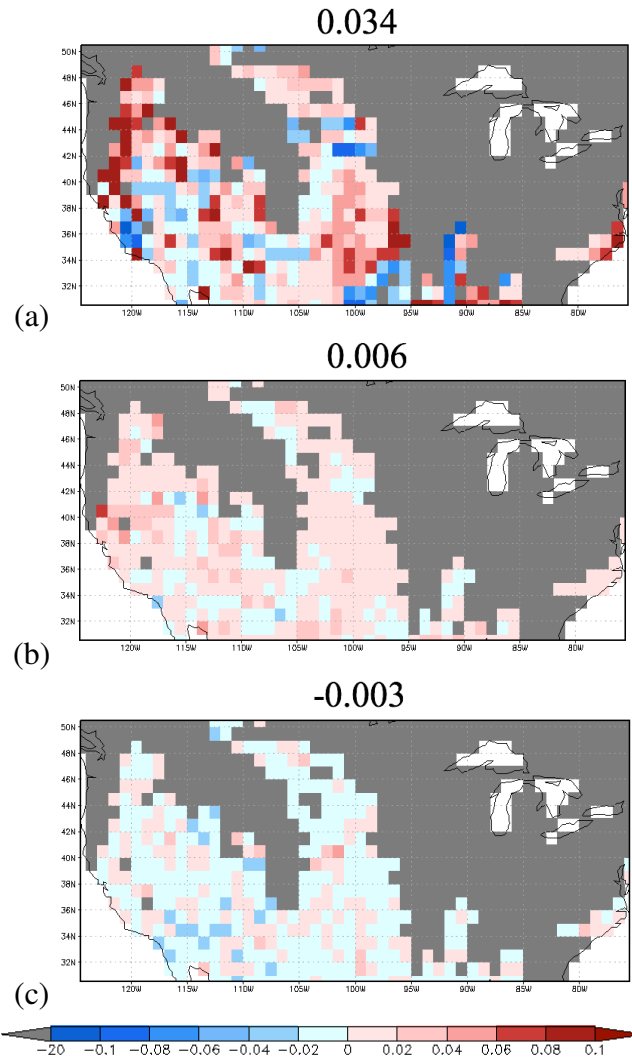 0.034
50N
48N
46N
44N
42N
40N
38N
36N
34N
32N
120W 115W 110W 105W 100W 95W 90W 85W 80W
(a)
0.006
50N
48N
46N
44N
42N
40N
38N
36N
34N
32N
120W 115W 110W 105W 100W 95W 90W 85W 80W
(b)
-0.003
50N
48N
46N
44N
42N
40N
38N
36N
34N
32N
120W 115W 110W 105W 100W 95W 90W 85W 80W
(c)
-20 -0.1 -0.08 -0.06 -0.04 -0.02 0 0.02 0.04 0.06 0.08 0.1